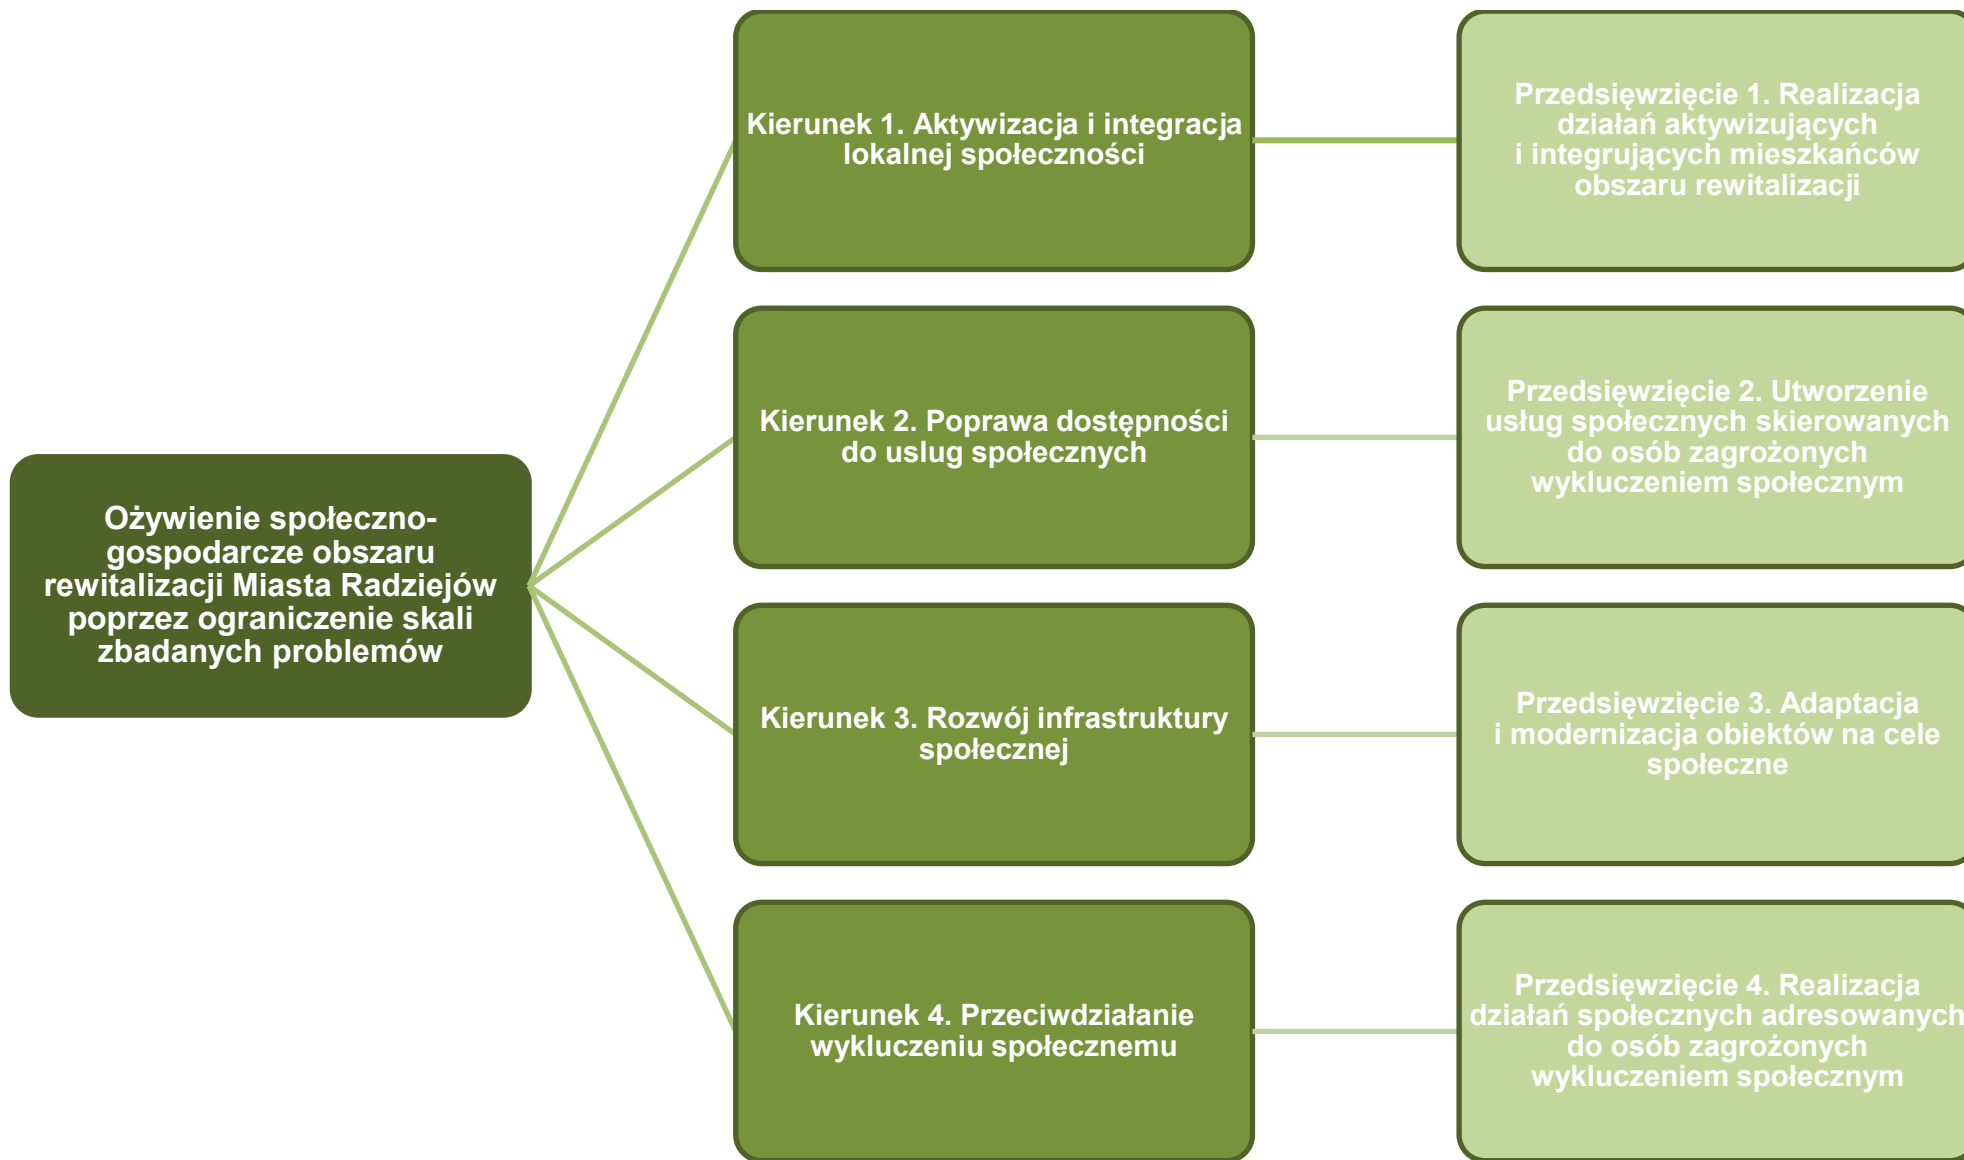 Ożywienie społeczno-
gospodarcze obszaru
rewitalizacji Miasta Radziejów
poprzez ograniczenie skali
zbadanych problemów
Kierunek 1. Aktywizacja i integracja
lokalnej społeczności
Przedsięwzięcie 1. Realizacja
działań aktywizujących
i integrujących mieszkańców
obszaru rewitalizacji
Kierunek 2. Poprawa dostępności
do uslug społecznych
Przedsięwzięcie 2. Utworzenie
usług społecznych skierowanych
do osób zagrożonych
wykluczeniem społecznym
Kierunek 3. Rozwój infrastruktury
społecznej
Przedsięwzięcie 3. Adaptacja
i modernizacja obiektów na cele
społeczne
Kierunek 4. Przeciwdziałanie
wykluczeniu społecznemu
Przedsięwzięcie 4. Realizacja
działań społecznych adresowanych
do osób zagrożonych
wykluczeniem społecznym